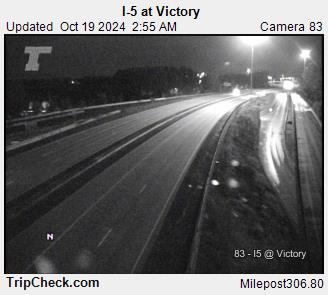 I-5 at Victory
Updated Oct 19 2024 2:55 AM Camera 83
T
N
83 - I5 @ Victory
TripCheck.com Milepost306.80